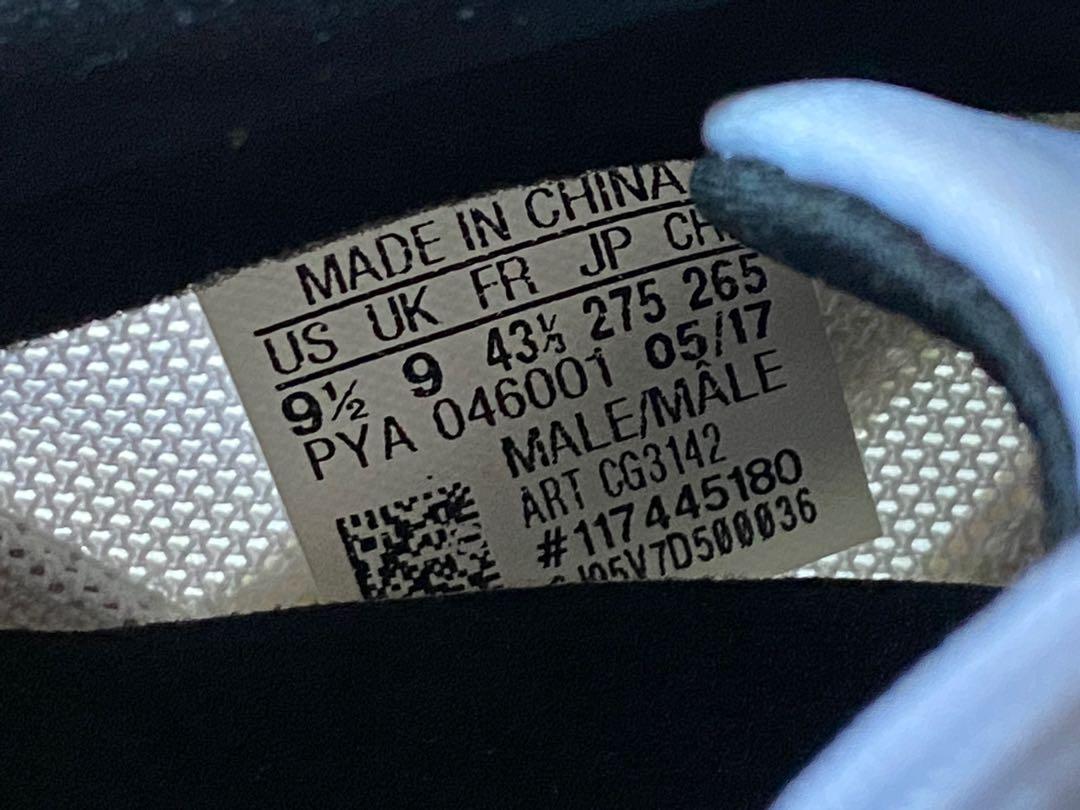 MADE IN CHINA
US UK FR JP
9½ 9 43⅓ 275 265
PYA 046001 05/17
MALE/MÂLE
ART CG3142
#117445180